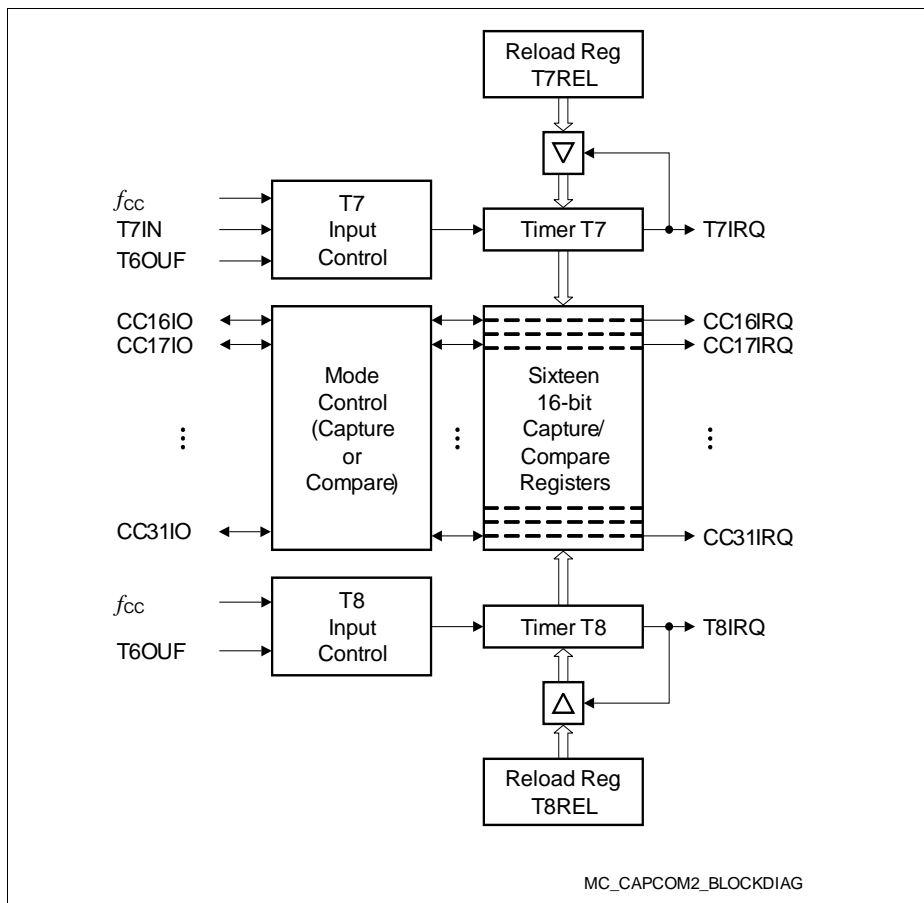 Reload Reg.
T7REL
▽
fCC
T7IN
T6OUF
T7
Input
Control
Timer T7
T7IRQ
CC16IO
CC17IO
CC31IO
Mode
Control
(Capture
or
Compare)
Sixteen
16-bit
Capture/
Compare
Registers
CC16IRQ
CC17IRQ
CC31IRQ
fCC
T6OUF
T8
Input
Control
Timer T8
T8IRQ
△
Reload Reg.
T8REL
MC_CAPCOM2_BLOCKDIAG